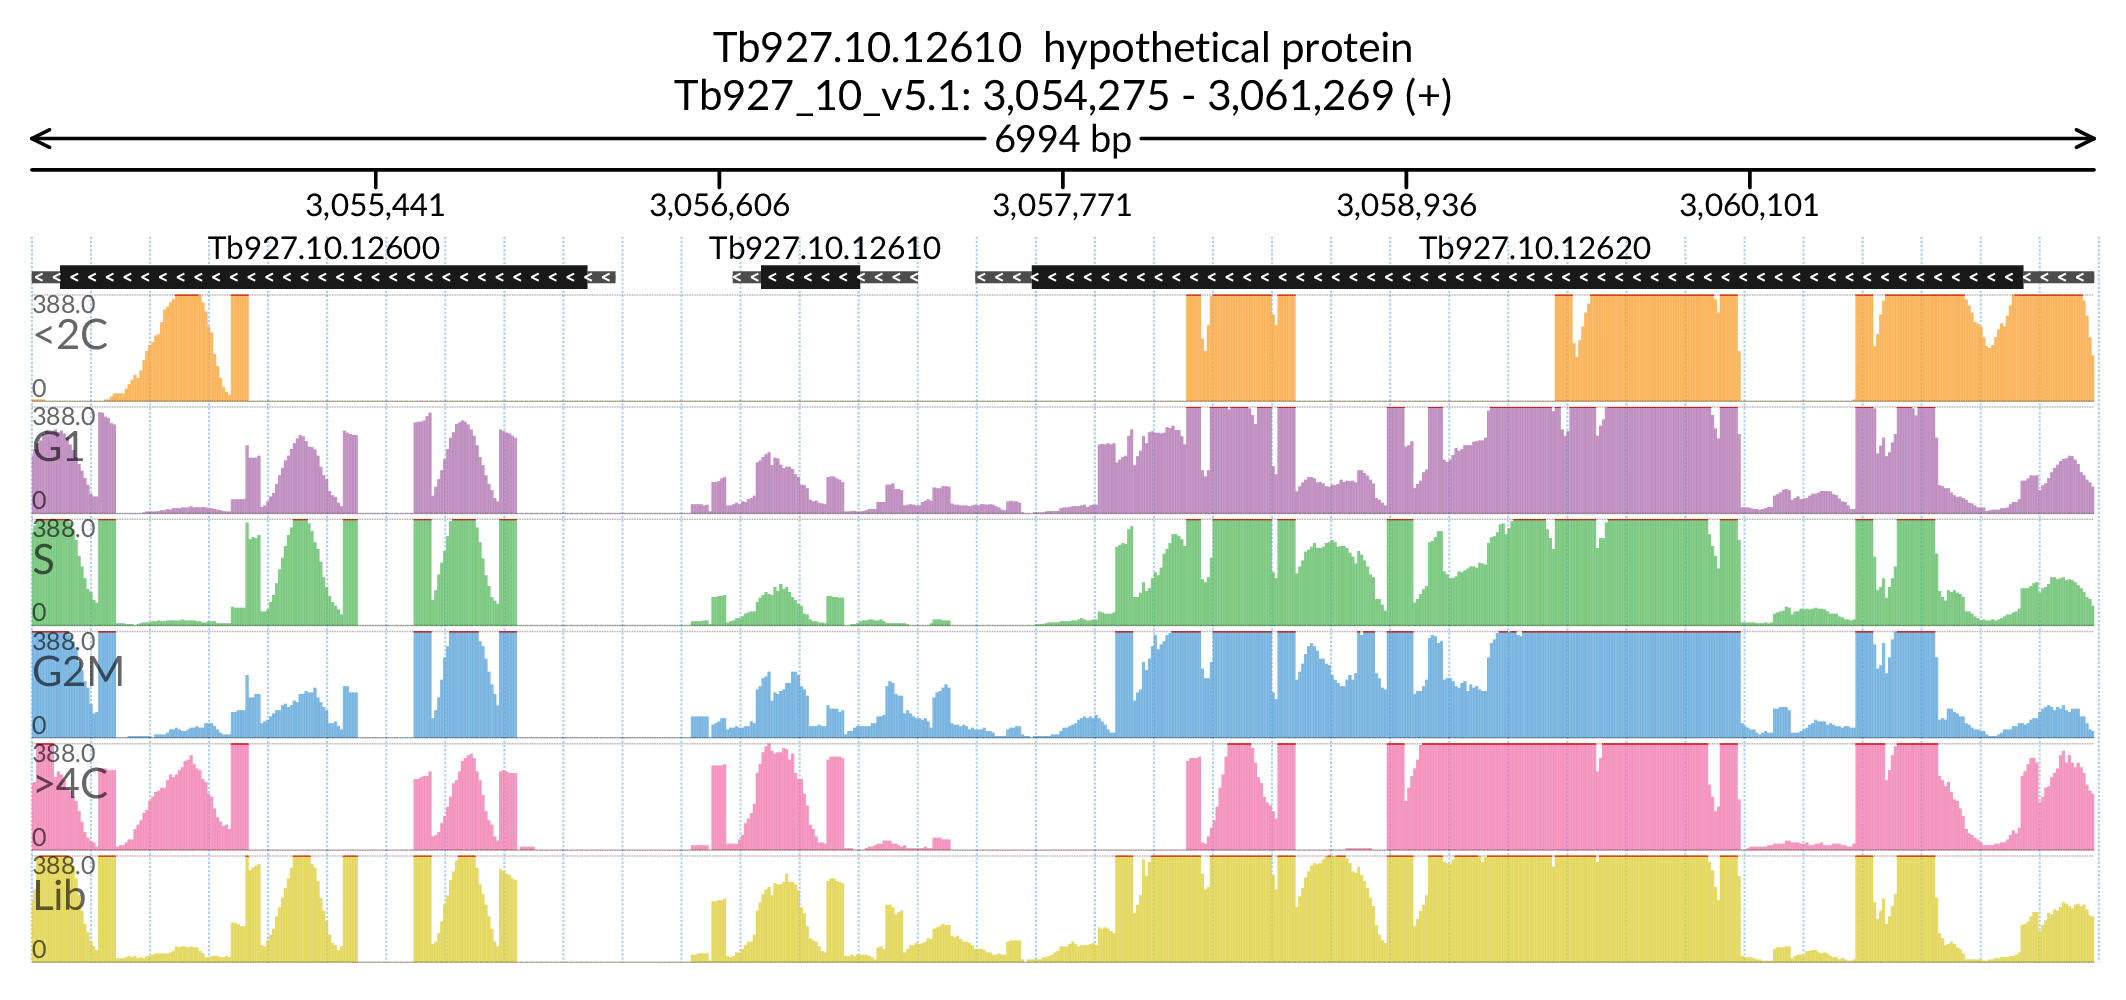 Tb927.10.12610  hypothetical protein
Tb927_10_v5.1: 3,054,275 - 3,061,269 (+)
6994 bp
3,055,441 3,056,606 3,057,771 3,058,936 3,060,101
Tb927.10.12600 Tb927.10.12610 Tb927.10.12620
388.0
<2C
0
388.0
G1
0
388.0
S
0
388.0
G2M
0
388.0
>4C
0
388.0
Lib
0